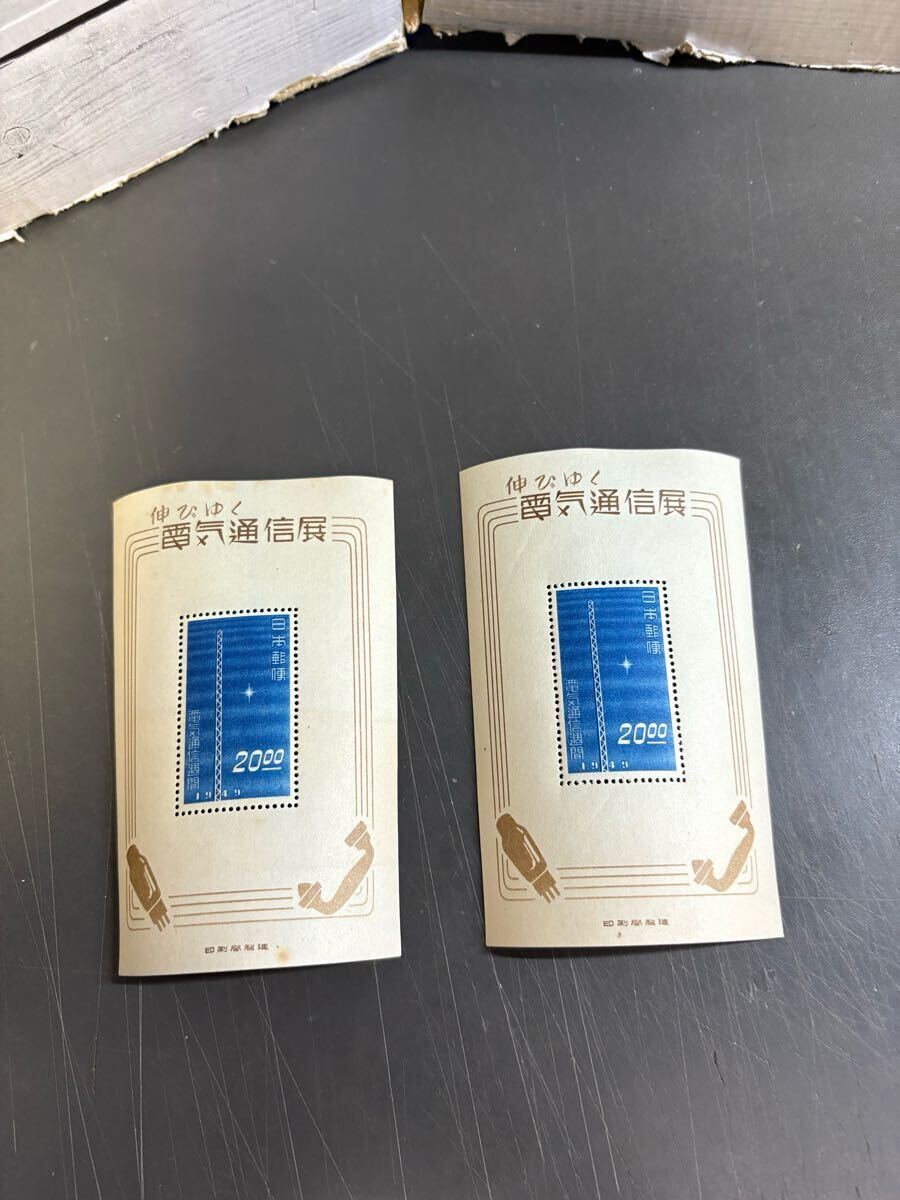 伸びゆく
電気通信展
日本郵便
電気通信週間
20.00
1949
印刷局製造
伸びゆく
電気通信展
日本郵便
電気通信週間
20.00
1949
印刷局製造